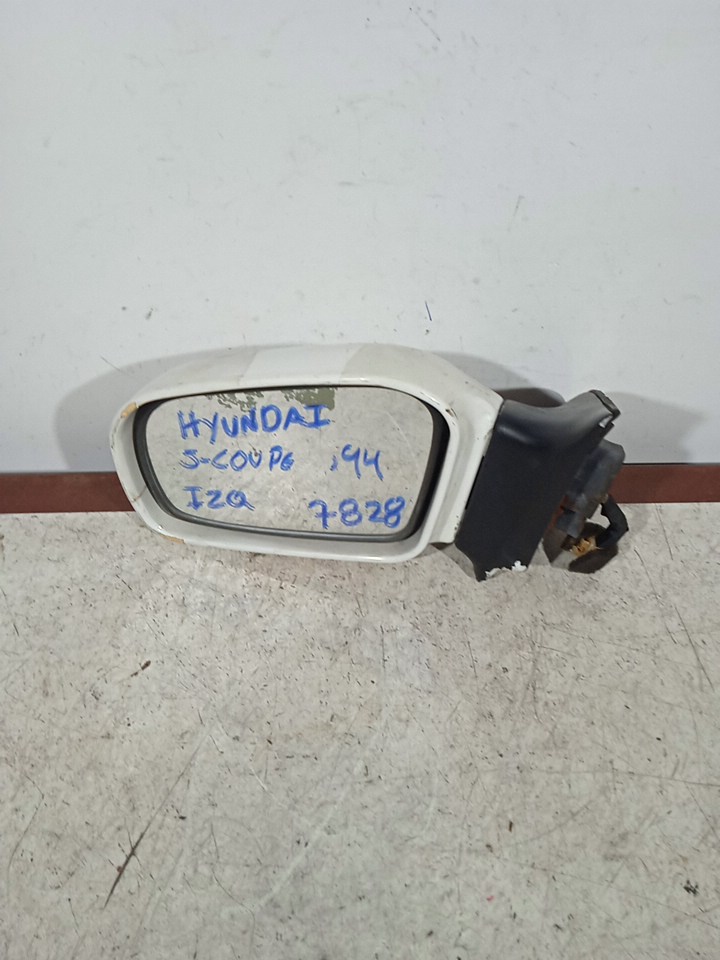 HYUNDAI
S-COUPE 94
IZQ 7828